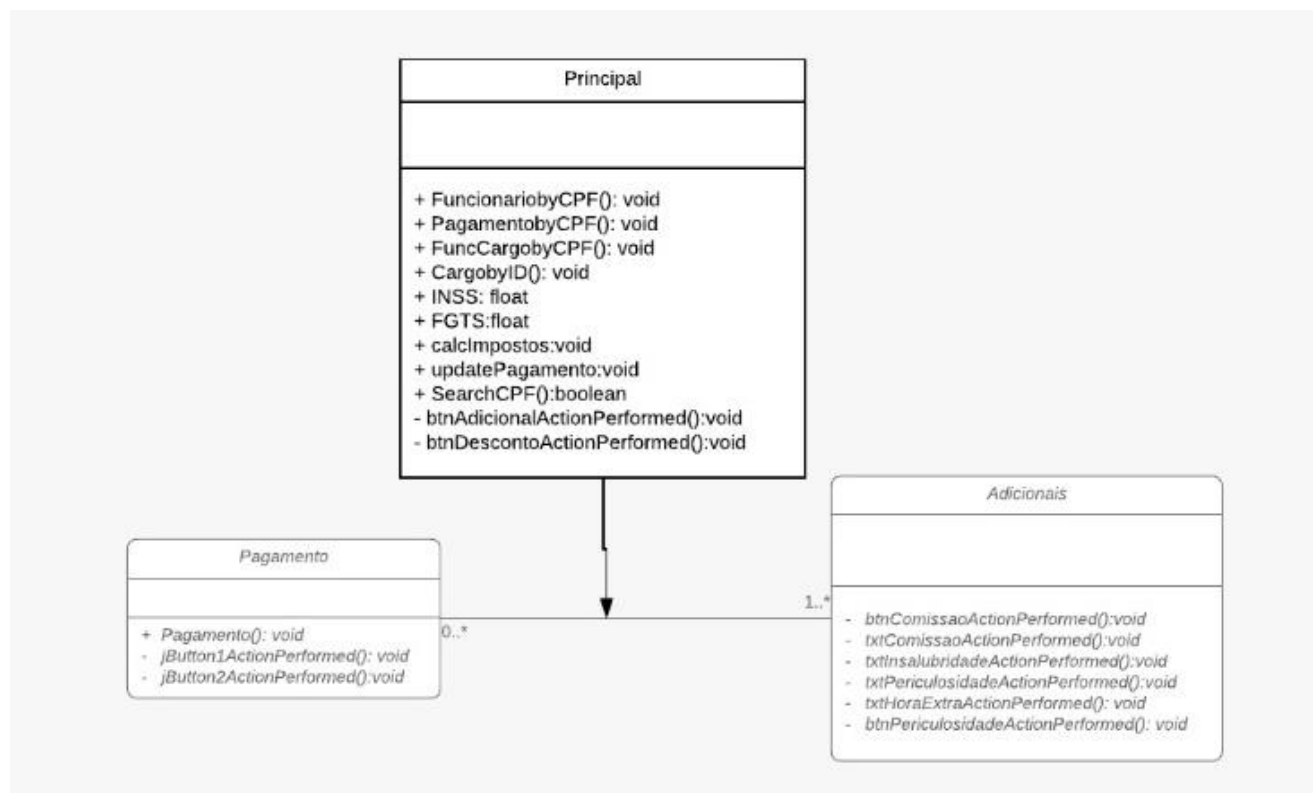 Principal
+ FuncionariobyCPF(): void
+ PagamentobyCPF(): void
+ FuncCargobyCPF(): void
+ CargobyID(): void
+ INSS: float
+ FGTS:float
+ calcImpostos:void
+ updatePagamento:void
+ SearchCPF():boolean
- btnAdicionalActionPerformed():void
- btnDescontoActionPerformed():void
Pagamento
+ Pagamento(): void
- jButton1ActionPerformed(): void
- jButton2ActionPerformed():void
0..*
1..*
Adicionais
- btnComissaoActionPerformed():void
- txtComissaoActionPerformed():void
- txtInsalubridadeActionPerformed():void
- txtPericulosidadeActionPerformed():void
- txtHoraExtraActionPerformed(): void
- btnPericulosidadeActionPerformed(): void